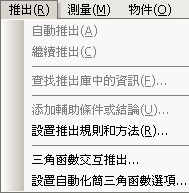 推出(R) 測量(M) 物件(O)
自動推出(A)
繼續推出(C)
查找推出庫中的資訊(F)...
添加輔助條件或結論(U)...
設置推出規則和方法(R)...
三角函數交互推出...
設置自動化簡三角函數選項...